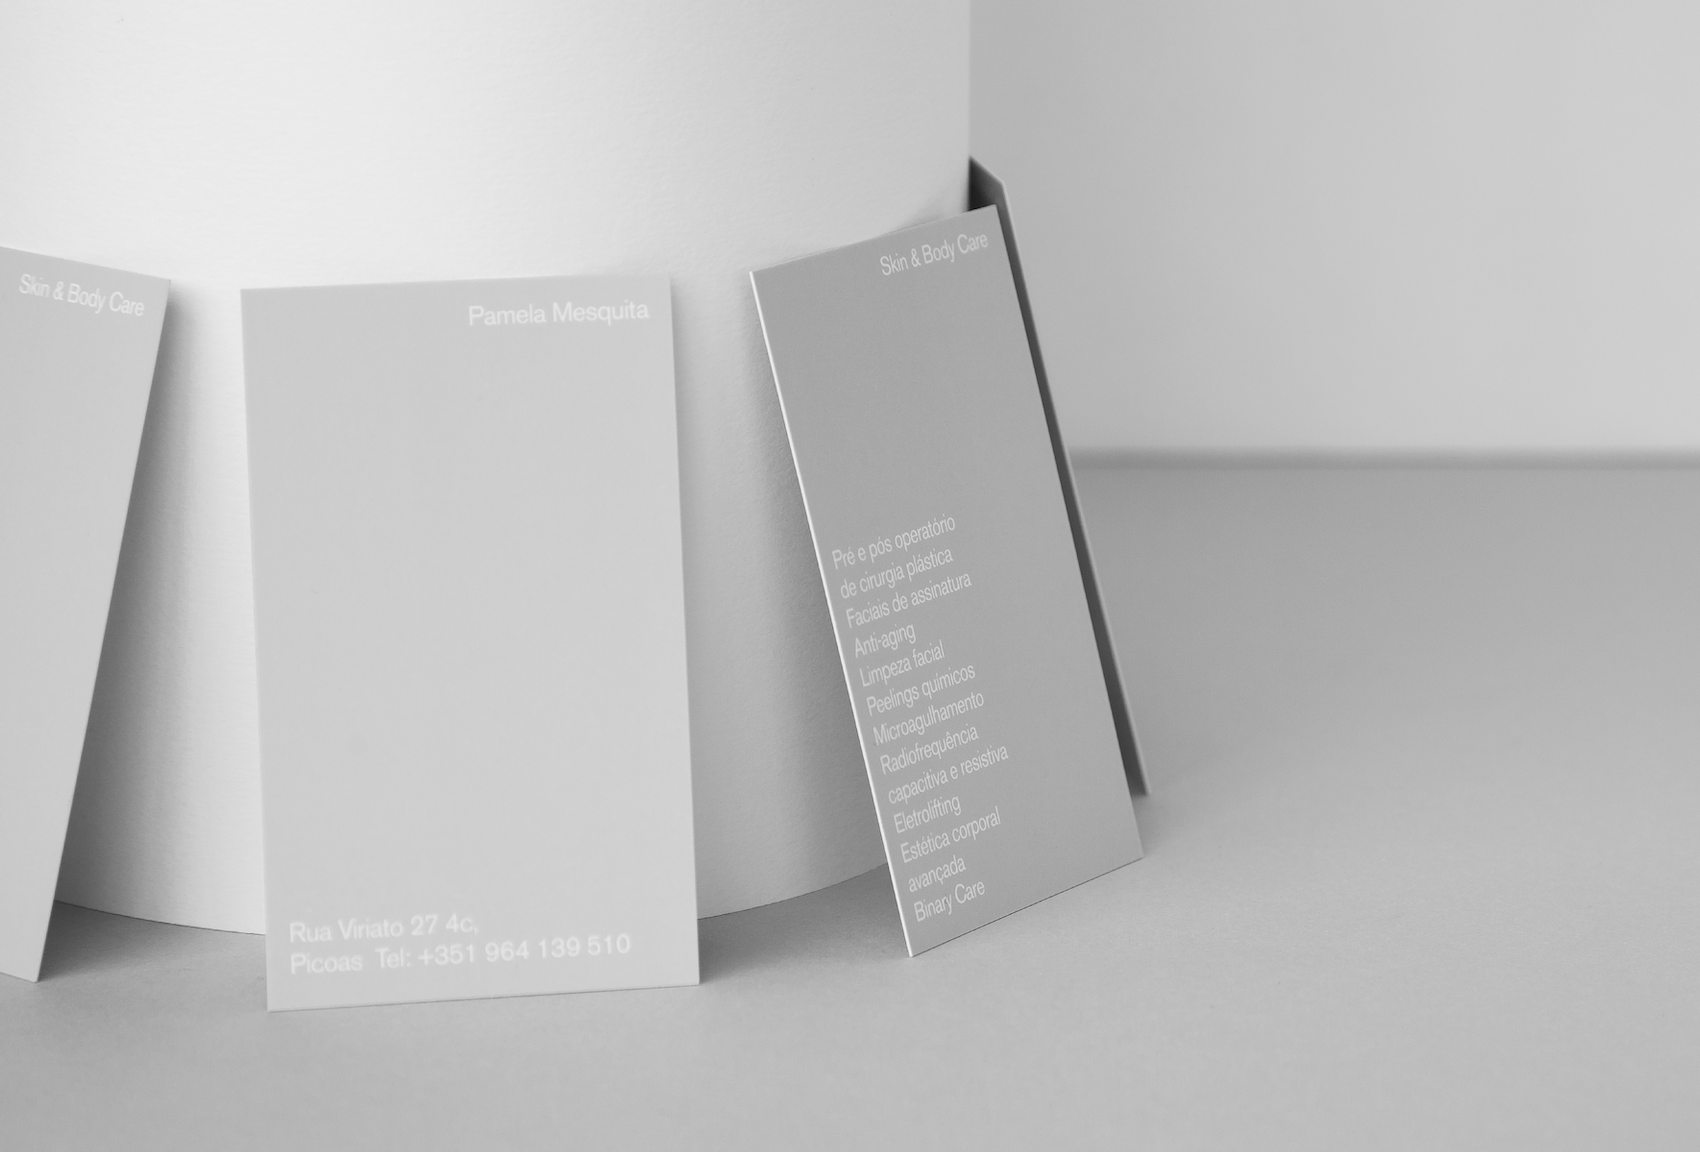 Skin & Body Care
Pamela Mesquita
Rua Viriato 27 4c,
Picoas Tel: +351 964 139 510
Skin & Body Care
Pré e pós operatório
de cirurgia plástica
Faciais de assinatura
Anti-aging
Limpeza facial
Peelings químicos
Microagulhamento
Radiofrequência
capacitiva e resistiva
Eletrolifting
Estética corporal
avançada
Binary Care